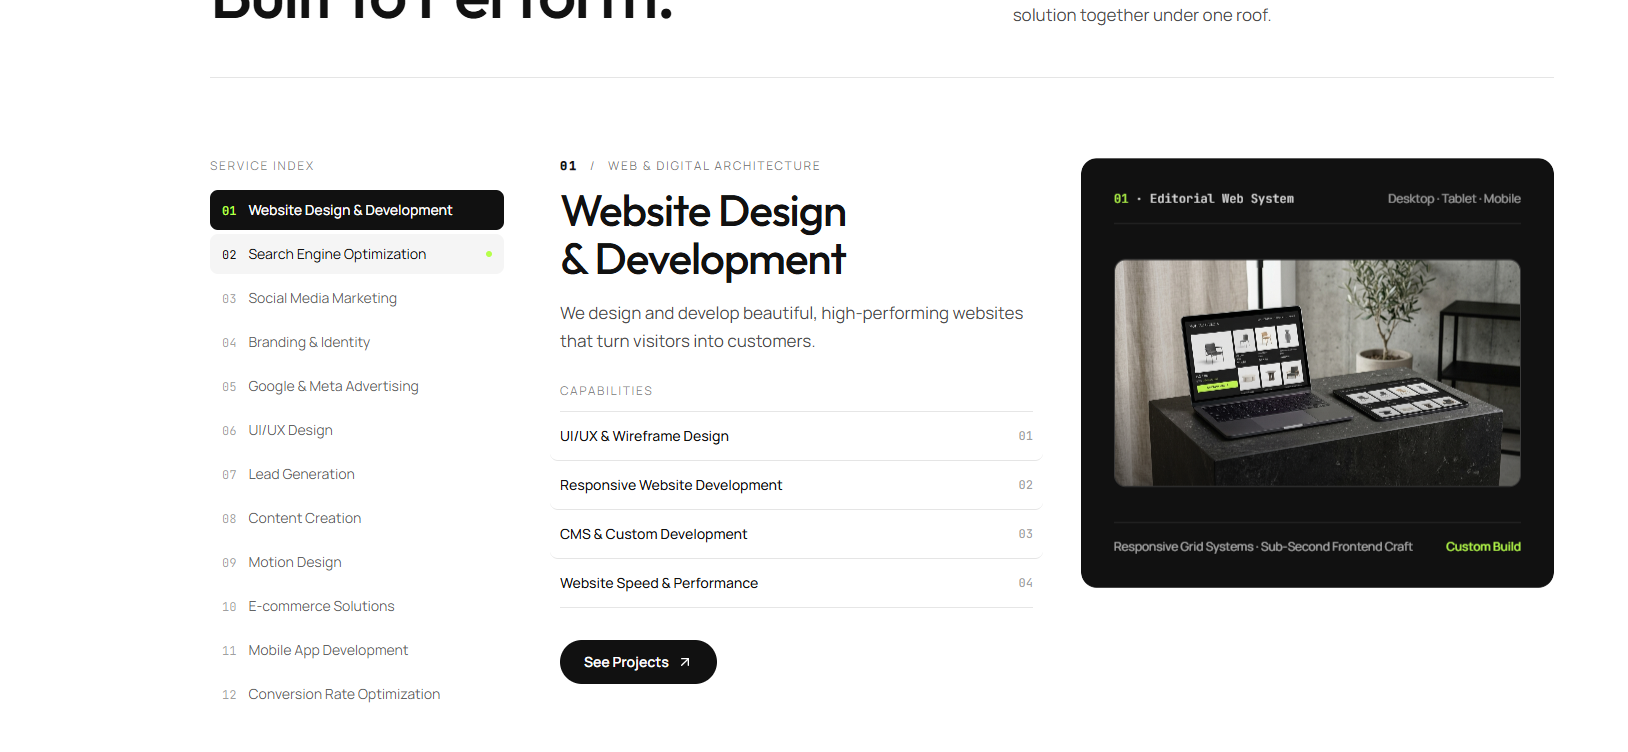 Built To Perform.
solution together under one roof.
SERVICE INDEX
01 Website Design & Development
02 Search Engine Optimization
03 Social Media Marketing
04 Branding & Identity
05 Google & Meta Advertising
06 UI/UX Design
07 Lead Generation
08 Content Creation
09 Motion Design
10 E-commerce Solutions
11 Mobile App Development
12 Conversion Rate Optimization
01 / WEB & DIGITAL ARCHITECTURE
Website Design
& Development
We design and develop beautiful, high-performing websites
that turn visitors into customers.
CAPABILITIES
UI/UX & Wireframe Design 01
Responsive Website Development 02
CMS & Custom Development 03
Website Speed & Performance 04
See Projects
01 · Editorial Web System
Desktop · Tablet · Mobile
Responsive Grid Systems · Sub-Second Frontend Craft
Custom Build